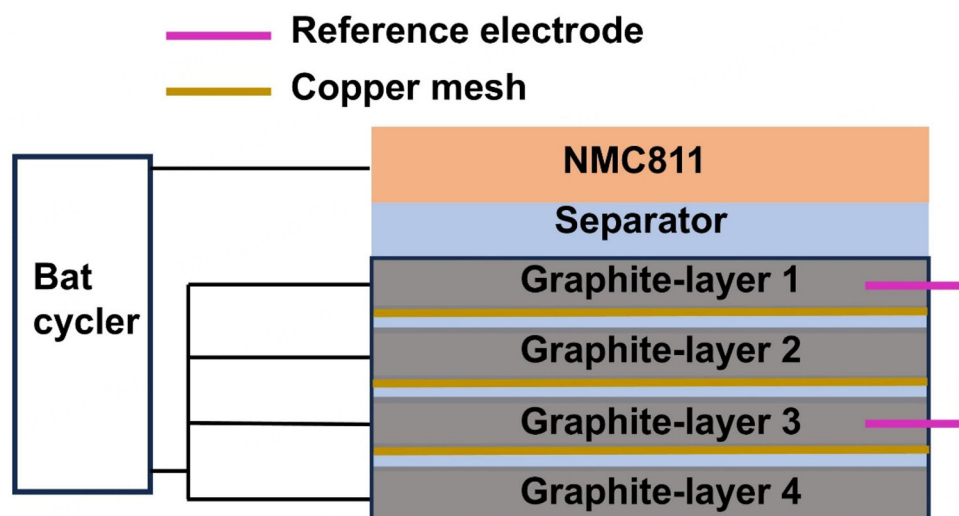 Reference electrode
Copper mesh
NMC811
Separator
Bat
cycler
Graphite-layer 1
Graphite-layer 2
Graphite-layer 3
Graphite-layer 4